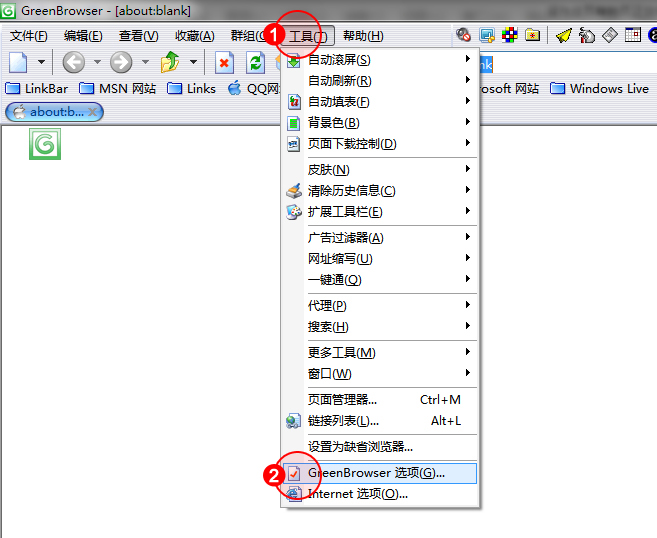 GreenBrowser - [about:blank]
文件(F) 编辑(E) 查看(V) 收藏(A) 群组( 1 工具(T) 帮助(H)
nk
LinkBar MSN 网站 Links QQ网 rosoft 网站 Windows Live
about:b...
自动滚屏(S)
自动刷新(R)
自动填表(F)
背景色(B)
页面下载控制(D)
皮肤(N)
清除历史信息(C)
扩展工具栏(E)
广告过滤器(A)
网址缩写(U)
一键通(Q)
代理(P)
搜索(H)
更多工具(M)
窗口(W)
页面管理器... Ctrl+M
链接列表(L)... Alt+L
设置为缺省浏览器...
2 GreenBrowser 选项(G)...
Internet 选项(O)...